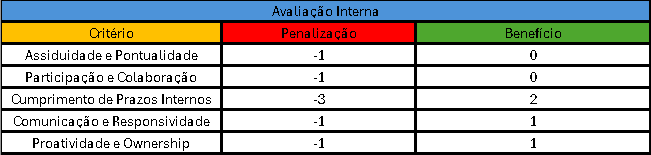 Avaliação Interna
Critério Penalização Benefício
Assiduidade e Pontualidade -1 0
Participação e Colaboração -1 0
Cumprimento de Prazos Internos -3 2
Comunicação e Responsividade -1 1
Proatividade e Ownership -1 1